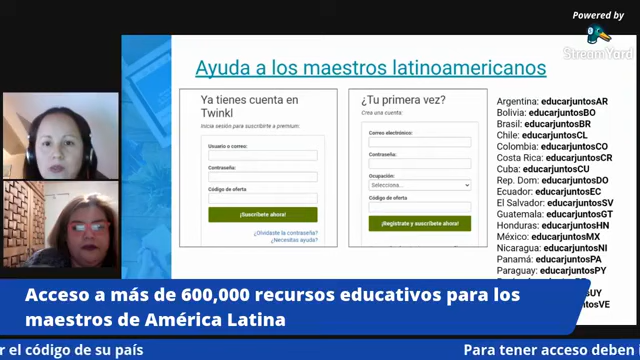 Powered by
StreamYard
Ayuda a los maestros latinoamericanos
Ya tienes cuenta en
Twinkl
Inicie sesión para suscribirte a premium:
Usuario o correo:
Contraseña:
Código de oferta
¡Suscríbete ahora!
¿Olvidaste la contraseña?
¿Necesitas ayuda?
¿Tu primera vez?
Crea una cuenta:
Correo electrónico:
Contraseña:
Ocupación:
Selecciona...
Código de oferta
¡Regístrate y suscríbete ahora!
Argentina: educarjuntosAR
Bolivia: educarjuntosBO
Brasil: educarjuntosBR
Chile: educarjuntosCL
Colombia: educarjuntosCO
Costa Rica: educarjuntosCR
Cuba: educarjuntosCU
Rep. Dom: educarjuntosDO
Ecuador: educarjuntosEC
El Salvador: educarjuntosSV
Guatemala: educarjuntosGT
Honduras: educarjuntosHN
México: educarjuntosMX
Nicaragua: educarjuntosNI
Panamá: educarjuntosPA
Paraguay: educarjuntosPY
Acceso a más de 600,000 recursos educativos para los
maestros de América Latina
r el código de su país
Para tener acceso deben i